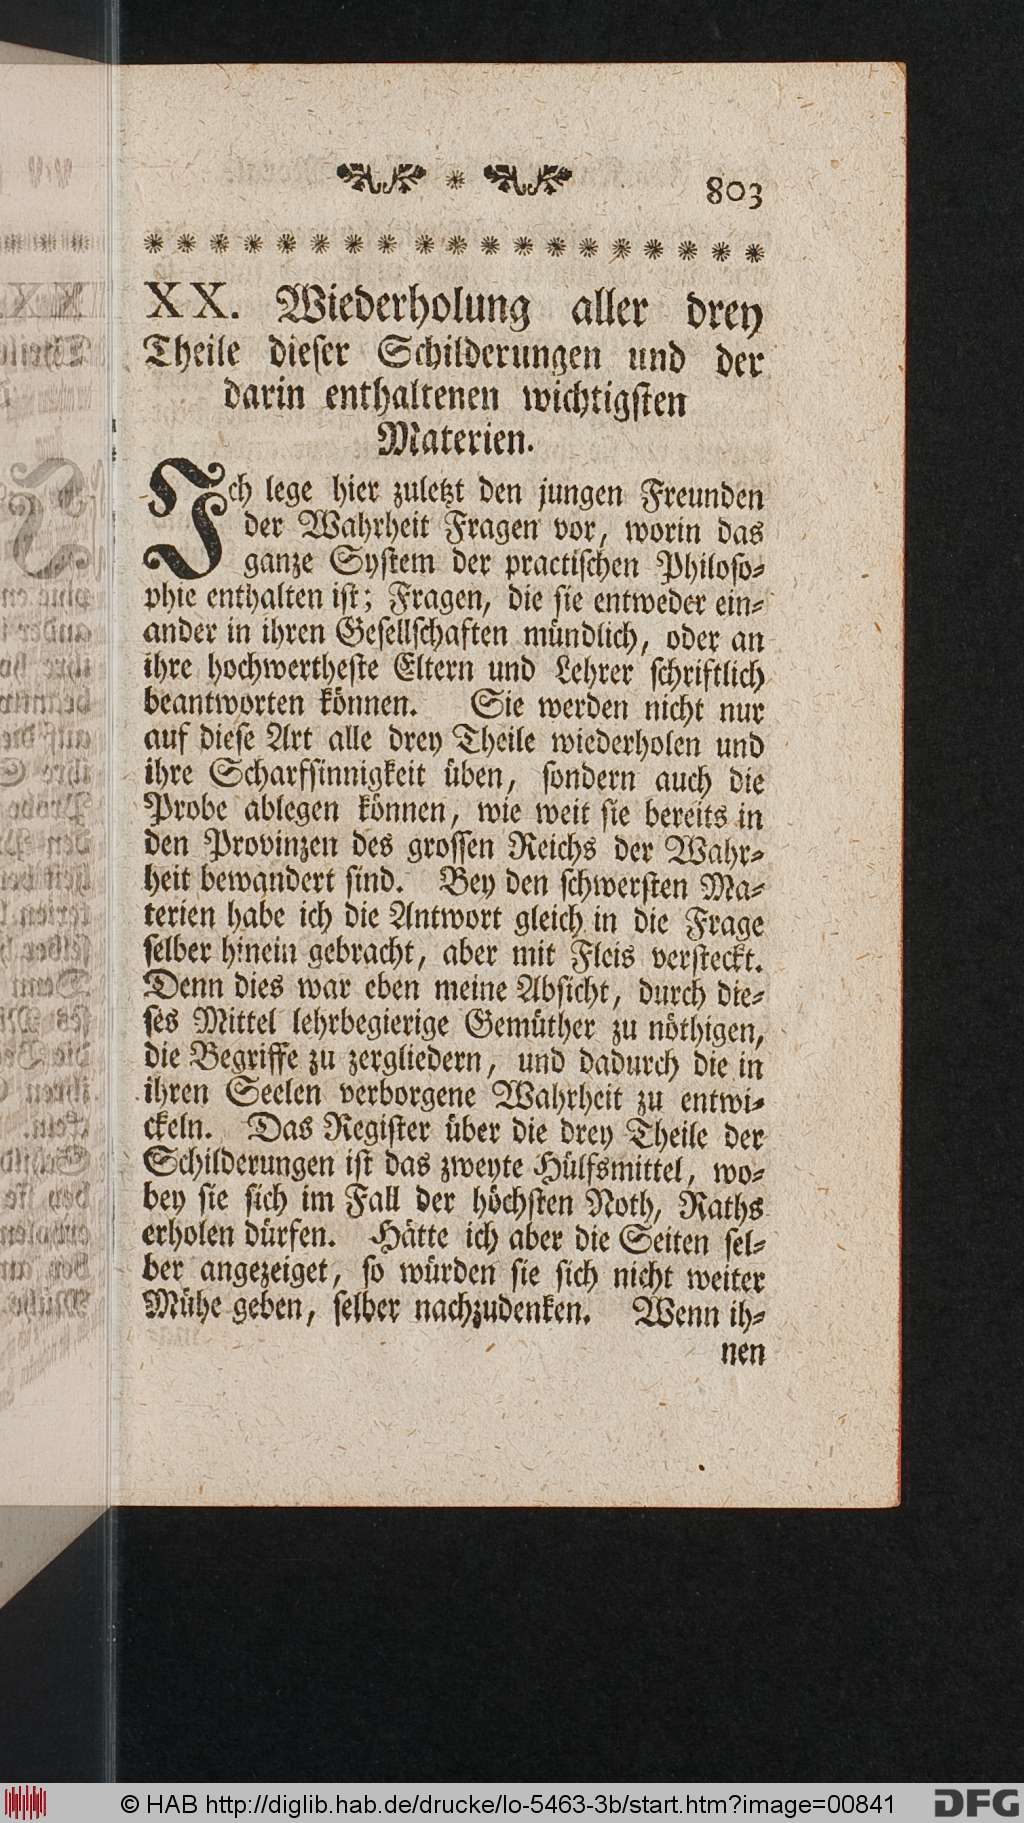 803
XX. Wiederholung aller drey
Theile dieser Schilderungen und der
darin enthaltenen wichtigsten
Materien.
Ich lege hier zuletzt den jungen Freunden
der Wahrheit Fragen vor, worin das
ganze System der practischen Philoso-
phie enthalten ist; Fragen, die sie entweder ein-
ander in ihren Gesellschaften mündlich, oder an
ihre hochwertheste Eltern und Lehrer schriftlich
beantworten können. Sie werden nicht nur
auf diese Art alle drey Theile wiederholen und
ihre Scharfsinnigkeit üben, sondern auch die
Probe ablegen können, wie weit sie bereits in
den Provinzen des grossen Reichs der Wahr-
heit bewandert sind. Bey den schwersten Ma-
terien habe ich die Antwort gleich in die Frage
selber hinein gebracht, aber mit Fleis versteckt.
Denn dies war eben meine Absicht, durch die-
ses Mittel lehrbegierige Gemüther zu nöthigen,
die Begriffe zu zergliedern, und dadurch die in
ihren Seelen verborgene Wahrheit zu entwi-
ckeln. Das Register über die drey Theile der
Schilderungen ist das zweyte Hülfsmittel, wo-
bey sie sich im Fall der höchsten Noth, Raths
erholen dürfen. Hätte ich aber die Seiten sel-
ber angezeiget, so würden sie sich nicht weiter
Mühe geben, selber nachzudenken. Wenn ih-
nen
© HAB http://diglib.hab.de/drucke/lo-5463-3b/start.htm?image=00841
DFG